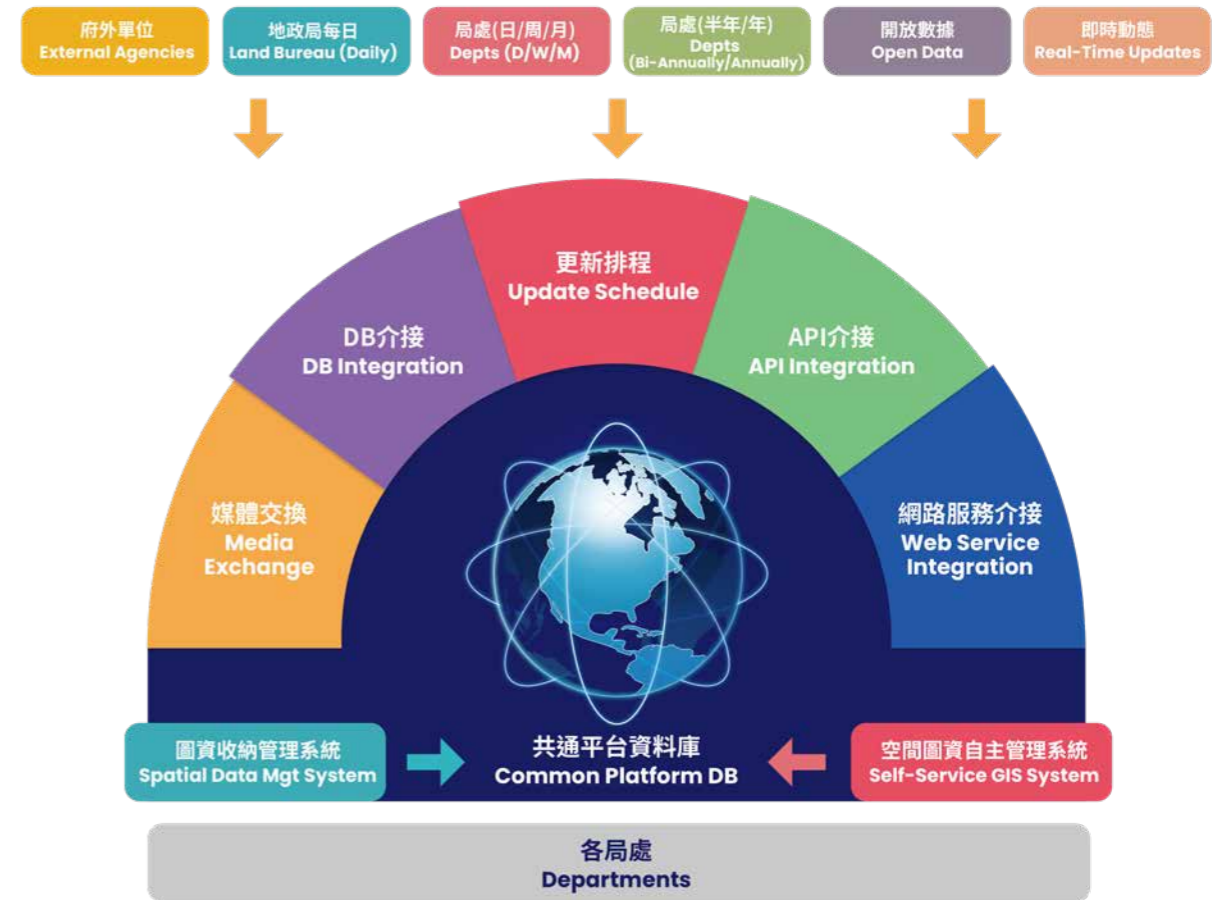 府外單位
External Agencies
地政局每日
Land Bureau (Daily)
局處(日/周/月)
Depts (D/W/M)
局處(半年/年)
Depts
(Bi-Annually/Annually)
開放數據
Open Data
即時動態
Real-Time Updates
更新排程
Update Schedule
DB介接
DB Integration
API介接
API Integration
媒體交換
Media
Exchange
網路服務介接
Web Service
Integration
圖資收納管理系統
Spatial Data Mgt System
共通平台資料庫
Common Platform DB
空間圖資自主管理系統
Self-Service GIS System
各局處
Departments